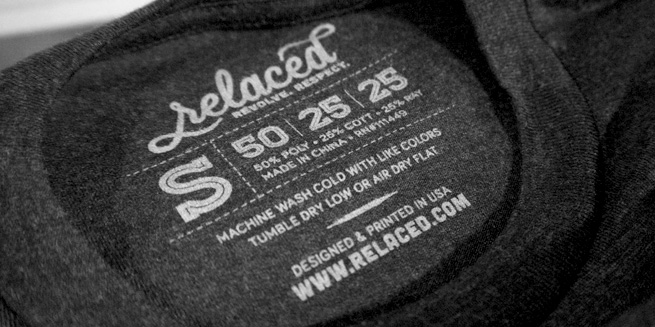 relaced
REVOLVE. RESPECT.
S
50 25 25
50% POLY • 25% COTT • 25% RAY
MADE IN CHINA • RN#111449
MACHINE WASH COLD WITH LIKE COLORS
TUMBLE DRY LOW OR AIR DRY FLAT
DESIGNED & PRINTED IN USA
WWW.RELACED.COM